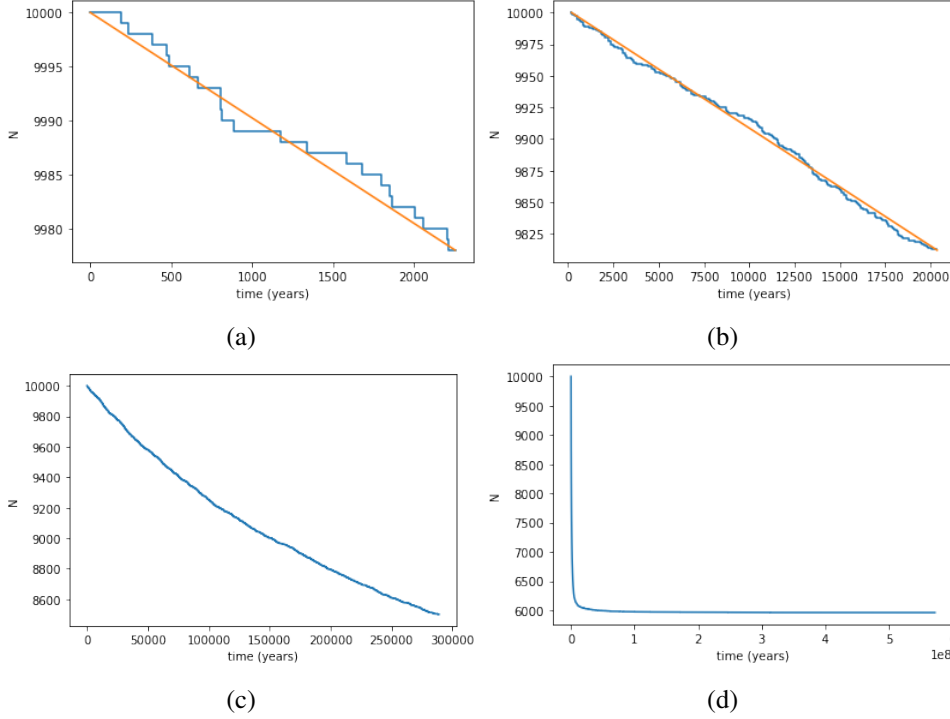 10000
9995
9990
9985
9980
N
0 500 1000 1500 2000
time (years)
(a)
10000
9975
9950
9925
9900
9875
9850
9825
N
0 2500 5000 7500 10000 12500 15000 17500 20000
time (years)
(b)
10000
9800
9600
9400
9200
9000
8800
8600
N
0 50000 100000 150000 200000 250000 300000
time (years)
(c)
10000
9500
9000
8500
8000
7500
7000
6500
6000
N
0 1 2 3 4 5
1e8
time (years)
(d)